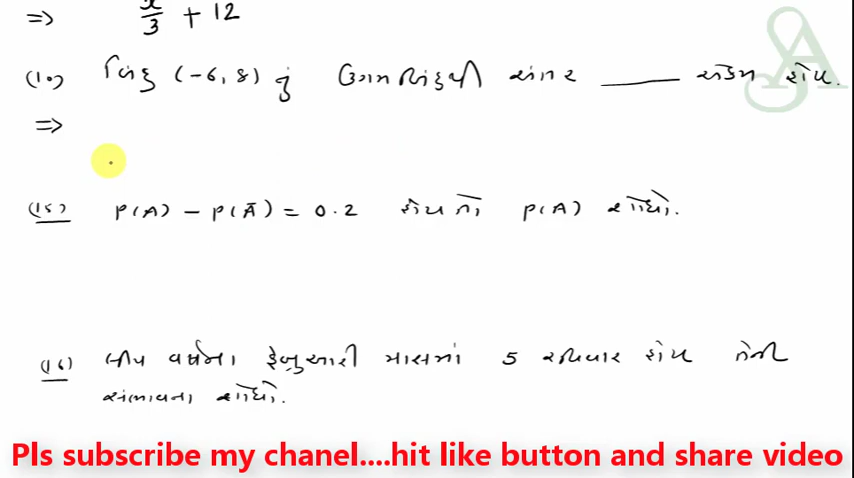 ⇒ x/3 + 12
(10) બિંદુ (-6, 8) નું ઊગમબિંદુથી અંતર ______ એકમ હોય.
⇒
(15) P(A) - P(Ā) = 0.2 હોય તો P(A) શોધો.
(16) લીપ વર્ષના ફેબ્રુઆરી માસમાં 5 રવિવાર હોય તેની
સંભાવના શોધો.
Pls subscribe my chanel....hit like button and share video